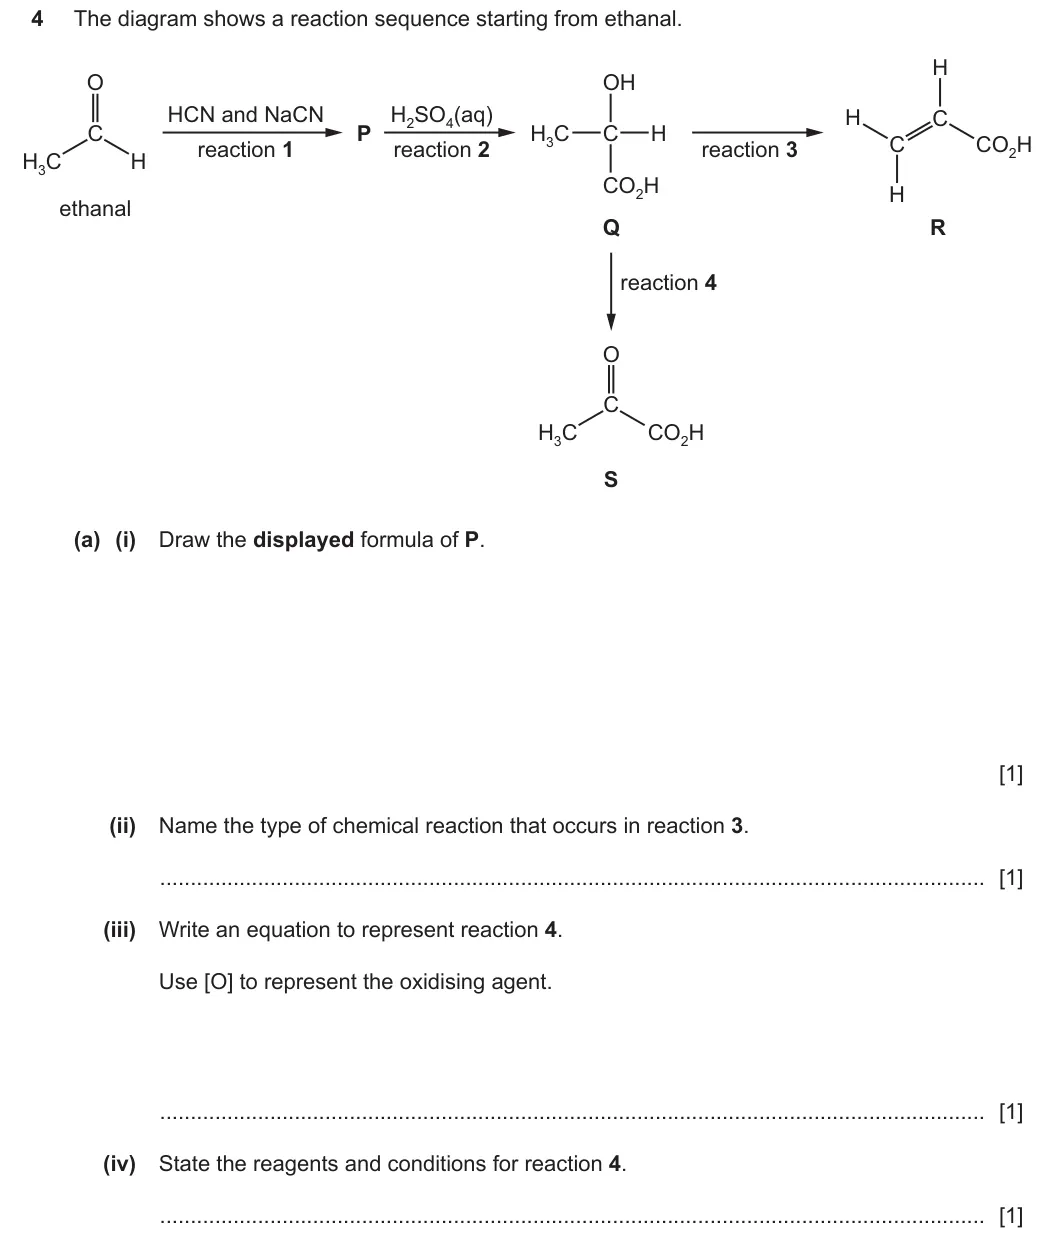 4 The diagram shows a reaction sequence starting from ethanal.
O
C
H₃C
H
ethanal
HCN and NaCN
reaction 1
P
H₂SO₄(aq)
reaction 2
OH
H₃C—C—H
CO₂H
Q
reaction 3
H
H
C
C
CO₂H
H
R
reaction 4
O
C
H₃C
CO₂H
S
(a) (i) Draw the displayed formula of P.
[1]
(ii) Name the type of chemical reaction that occurs in reaction 3.
.......................................................................................................................................... [1]
(iii) Write an equation to represent reaction 4.
Use [O] to represent the oxidising agent.
.......................................................................................................................................... [1]
(iv) State the reagents and conditions for reaction 4.
.......................................................................................................................................... [1]